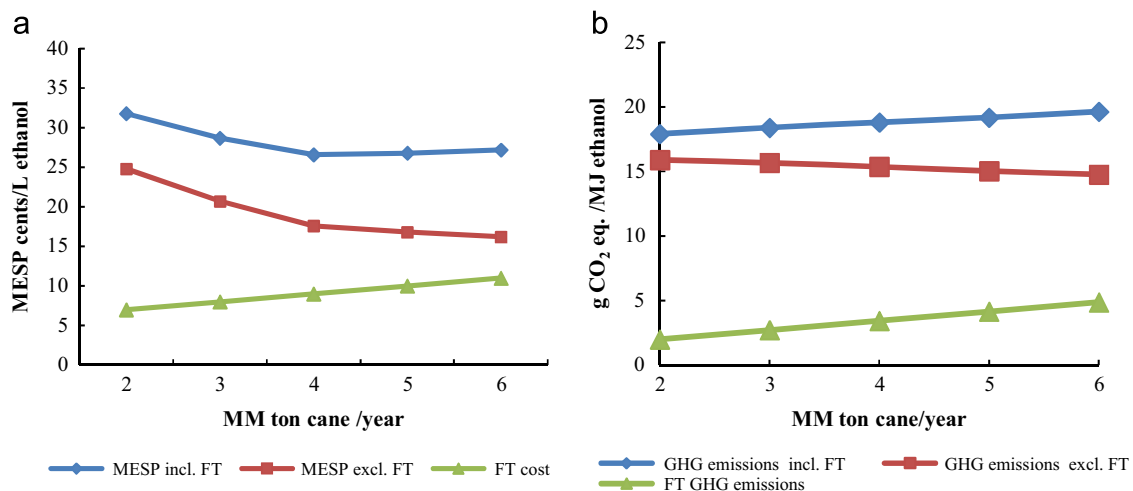 a
40
35
30
25
20
15
10
5
0
MESP cents/L ethanol
2 3 4 5 6
MM ton cane /year
MESP incl. FT MESP excl. FT FT cost
b
25
20
15
10
5
0
g CO₂ eq. /MJ ethanol
2 3 4 5 6
MM ton cane/year
GHG emissions incl. FT GHG emissions excl. FT
FT GHG emissions